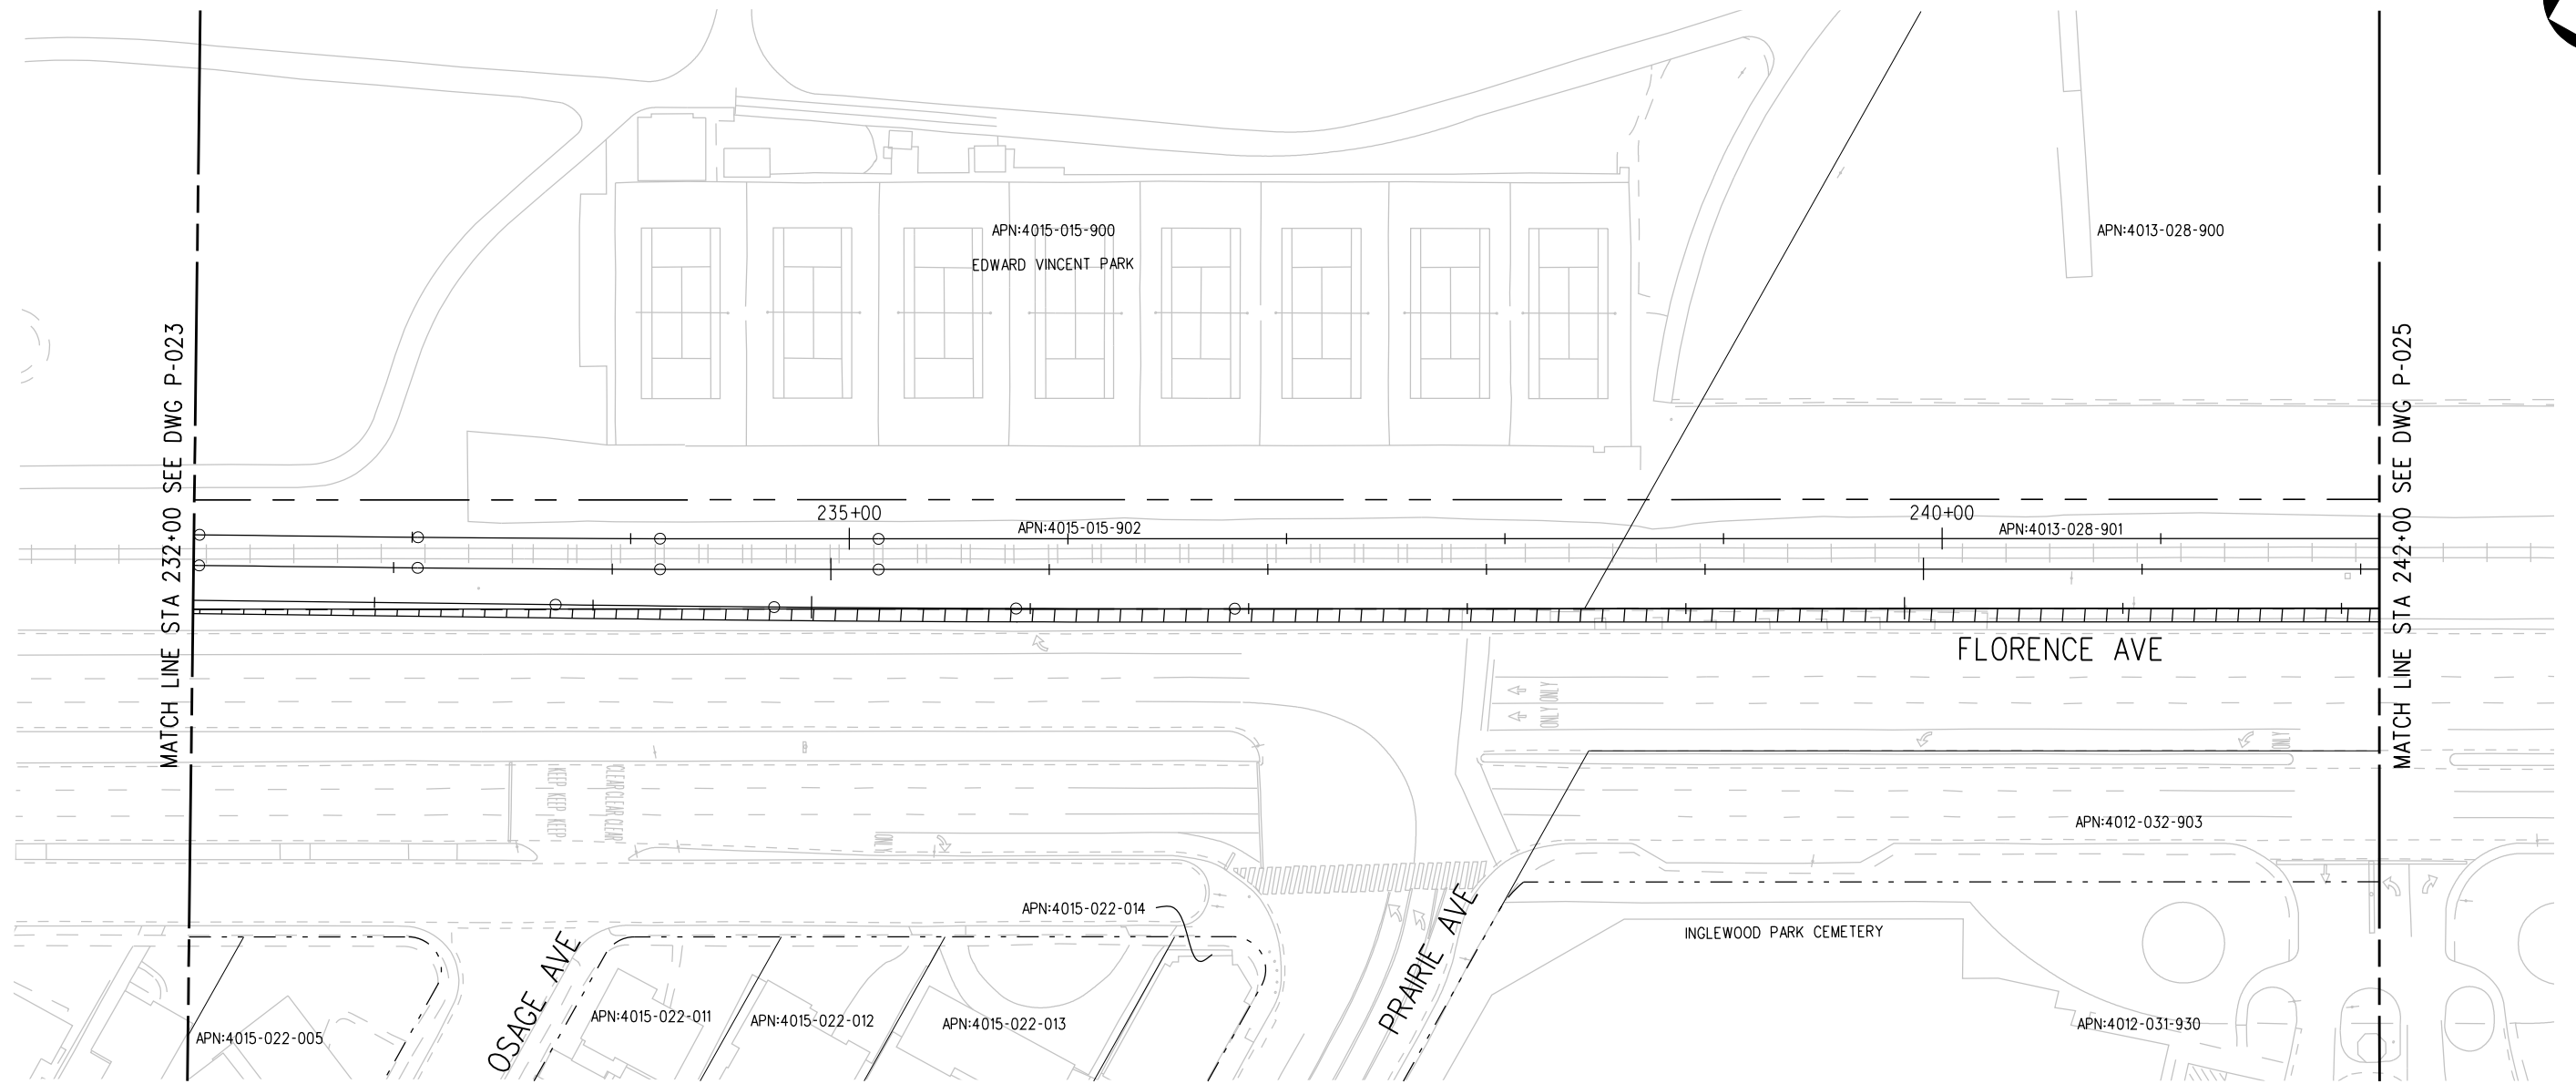 APN:4015-015-900
EDWARD VINCENT PARK
APN:4013-028-900
MATCH LINE STA 232+00 SEE DWG P-023
MATCH LINE STA 242+00 SEE DWG P-025
235+00
APN:4015-015-902
240+00
APN:4013-028-901
FLORENCE AVE
ONLY ONLY
ONLY
KEEP KEEP KEEP
CLEAR CLEAR CLEAR
ONLY
APN:4012-032-903
APN:4015-022-014
INGLEWOOD PARK CEMETERY
OSAGE AVE
PRAIRIE AVE
APN:4015-022-005
APN:4015-022-011
APN:4015-022-012
APN:4015-022-013
APN:4012-031-930